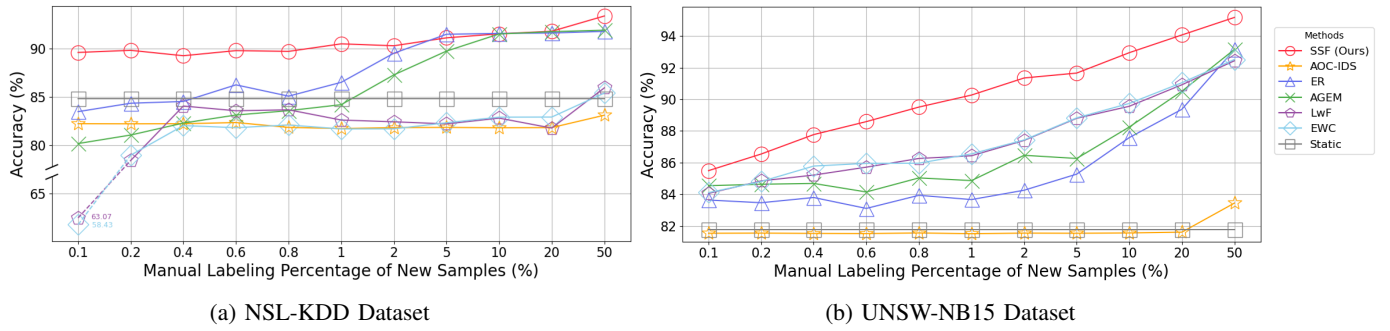 90
85
80
65
Accuracy (%)
63.07
58.43
0.1 0.2 0.4 0.6 0.8 1 2 5 10 20 50
Manual Labeling Percentage of New Samples (%)
(a) NSL-KDD Dataset
94
92
90
88
86
84
82
Accuracy (%)
0.1 0.2 0.4 0.6 0.8 1 2 5 10 20 50
Manual Labeling Percentage of New Samples (%)
(b) UNSW-NB15 Dataset
Methods
SSF (Ours)
AOC-IDS
ER
AGEM
LwF
EWC
Static